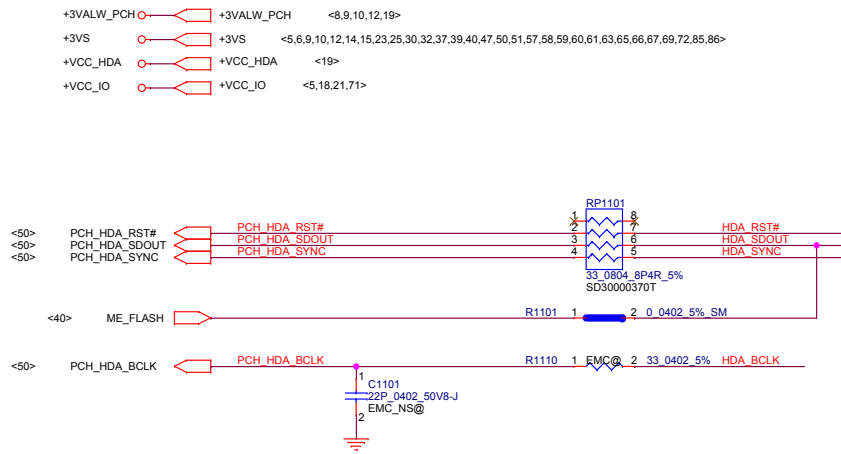 +3VALW_PCH +3VALW_PCH <8,9,10,12,19>
+3VS +3VS <5,6,9,10,12,14,15,23,25,30,32,37,39,40,47,50,51,57,58,59,60,61,63,65,66,67,69,72,85,86>
+VCC_HDA +VCC_HDA <19>
+VCC_IO +VCC_IO <5,18,21,71>
RP1101
1 8
<50> PCH_HDA_RST# PCH_HDA_RST# 2 7 HDA_RST#
<50> PCH_HDA_SDOUT PCH_HDA_SDOUT 3 6 HDA_SDOUT
<50> PCH_HDA_SYNC PCH_HDA_SYNC 4 5 HDA_SYNC
33_0804_8P4R_5%
SD30000370T
<40> ME_FLASH R1101 1 2 0_0402_5%_SM
<50> PCH_HDA_BCLK PCH_HDA_BCLK R1110 1 EMC@ 2 33_0402_5% HDA_BCLK
1
C1101
22P_0402_50V8-J
EMC_NS@
2